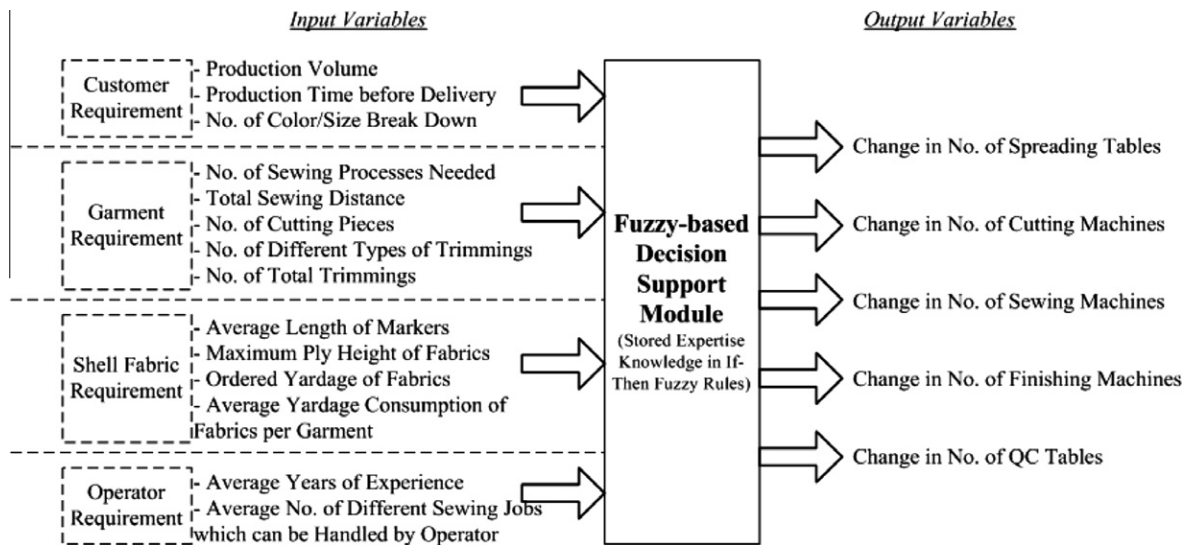 Input Variables
Output Variables
Customer
Requirement
- Production Volume
- Production Time before Delivery
- No. of Color/Size Break Down
Garment
Requirement
- No. of Sewing Processes Needed
- Total Sewing Distance
- No. of Cutting Pieces
- No. of Different Types of Trimmings
- No. of Total Trimmings
Shell Fabric
Requirement
- Average Length of Markers
- Maximum Ply Height of Fabrics
- Ordered Yardage of Fabrics
- Average Yardage Consumption of
Fabrics per Garment
Operator
Requirement
- Average Years of Experience
- Average No. of Different Sewing Jobs
which can be Handled by Operator
Fuzzy-based
Decision
Support
Module
(Stored Expertise
Knowledge in If-
Then Fuzzy Rules)
Change in No. of Spreading Tables
Change in No. of Cutting Machines
Change in No. of Sewing Machines
Change in No. of Finishing Machines
Change in No. of QC Tables